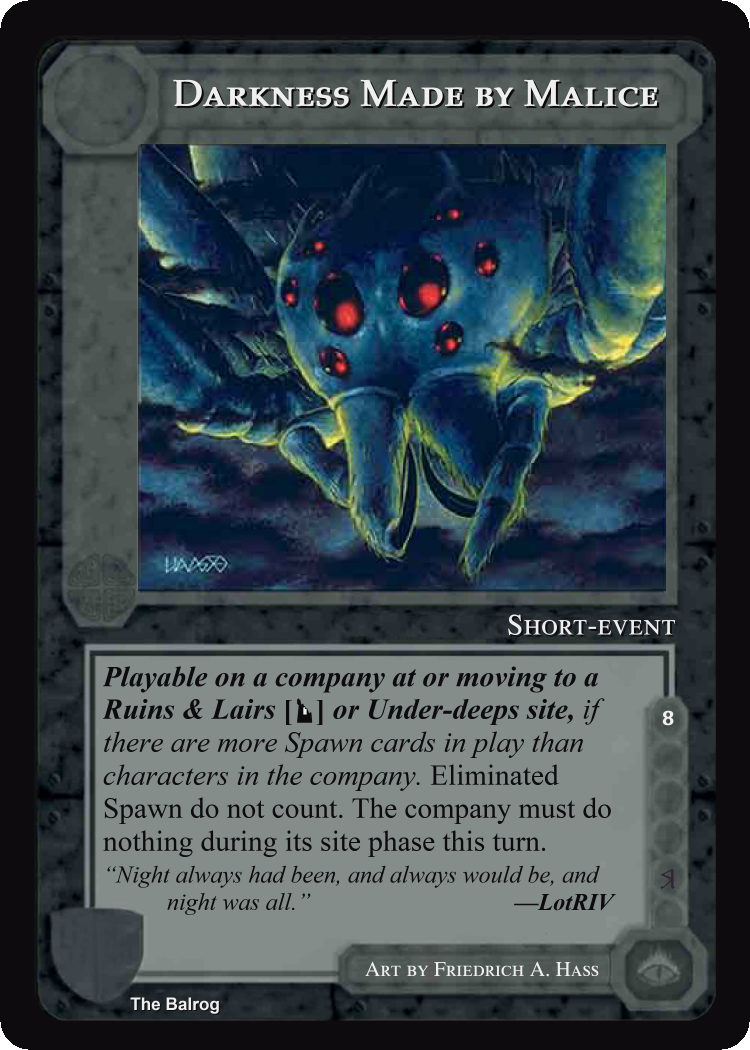 Darkness Made by Malice
Short-event
Playable on a company at or moving to a
Ruins & Lairs [ ] or Under-deeps site, if
there are more Spawn cards in play than
characters in the company. Eliminated
Spawn do not count. The company must do
nothing during its site phase this turn.
“Night always had been, and always would be, and
night was all.” —LotRIV
8
Art by Friedrich A. Hass
The Balrog